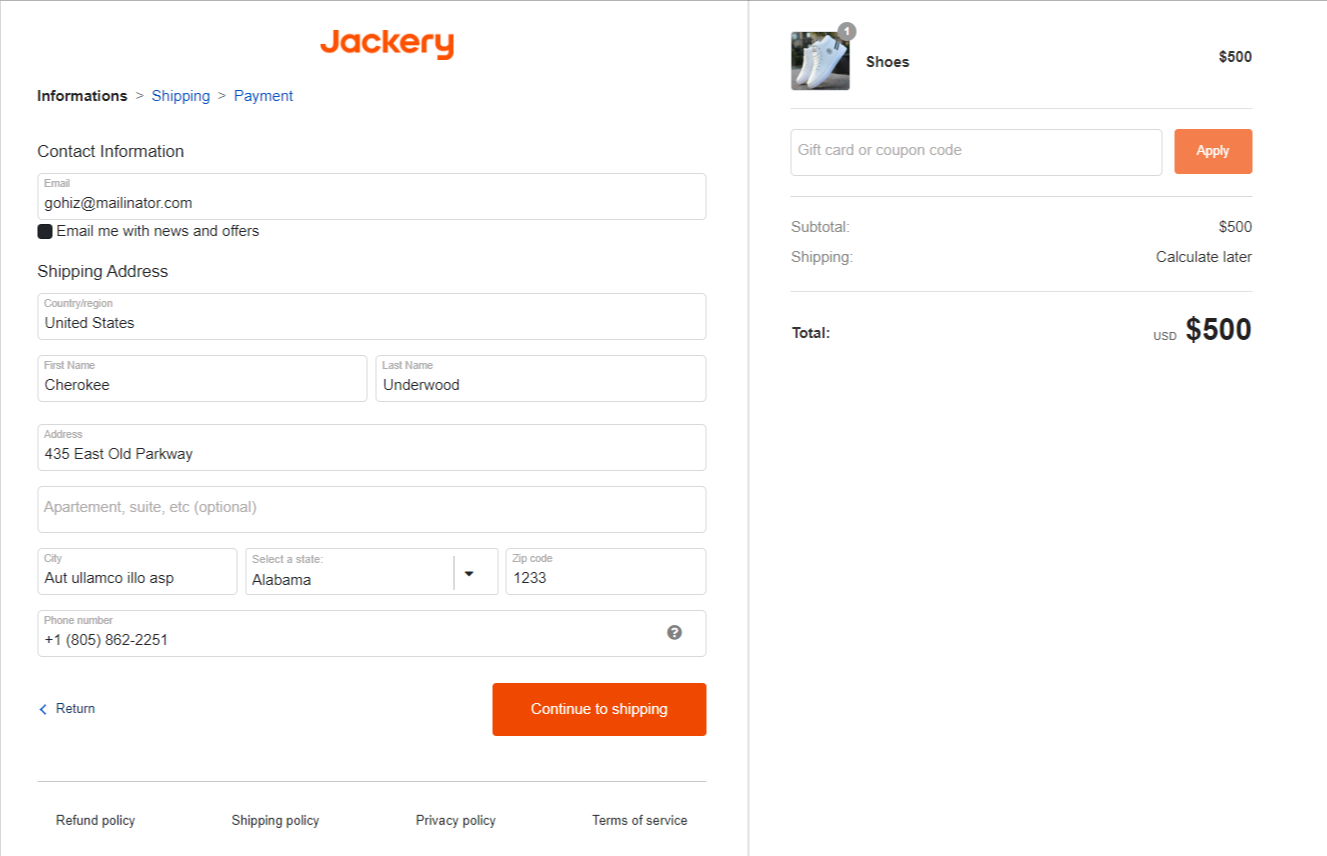 Jackery
Informations > Shipping > Payment
Contact Information
Email
gohiz@mailinator.com
Email me with news and offers
Shipping Address
Country/region
United States
First Name
Cherokee
Last Name
Underwood
Address
435 East Old Parkway
Apartement, suite, etc (optional)
City
Aut ullamco illo asp
Select a state:
Alabama
Zip code
1233
Phone number
+1 (805) 862-2251
?
Return
Continue to shipping
Refund policy
Shipping policy
Privacy policy
Terms of service
1
Shoes
$500
Gift card or coupon code
Apply
Subtotal: $500
Shipping: Calculate later
Total: USD $500